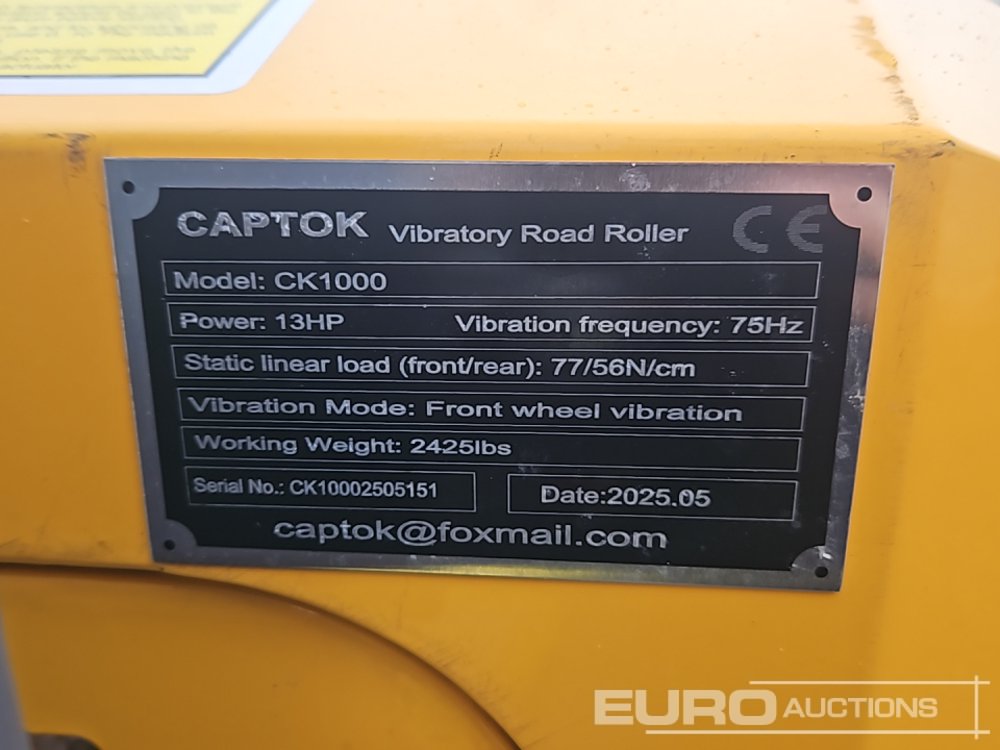 CAPTOK Vibratory Road Roller CE
Model: CK1000
Power: 13HP Vibration frequency: 75Hz
Static linear load (front/rear): 77/56N/cm
Vibration Mode: Front wheel vibration
Working Weight: 2425lbs
Serial No.: CK10002505151 Date:2025.05
captok@foxmail.com
EURO AUCTIONS